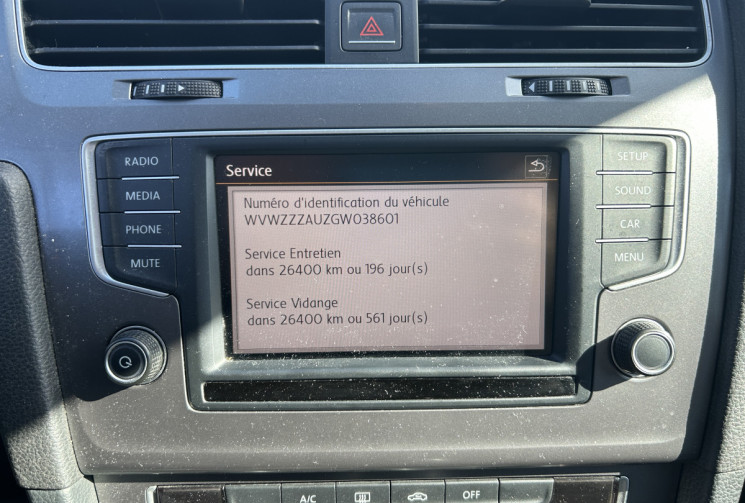 RADIO
MEDIA
PHONE
MUTE
Service
Numéro d'identification du véhicule
WVWZZZAUZGW038601
Service Entretien
dans 26400 km ou 196 jour(s)
Service Vidange
dans 26400 km ou 561 jour(s)
SETUP
SOUND
CAR
MENU
A/C
OFF